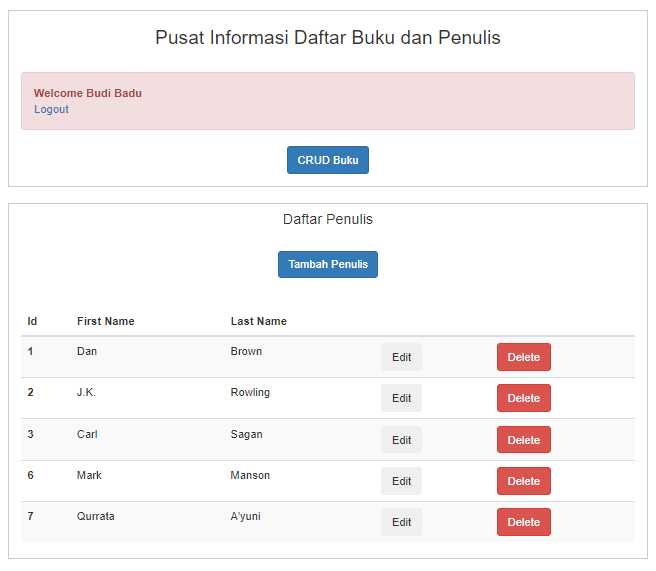 Pusat Informasi Daftar Buku dan Penulis
Welcome Budi Badu
Logout
CRUD Buku
Daftar Penulis
Tambah Penulis
Id First Name Last Name
1 Dan Brown Edit Delete
2 J.K. Rowling Edit Delete
3 Carl Sagan Edit Delete
6 Mark Manson Edit Delete
7 Qurrata A'yuni Edit Delete